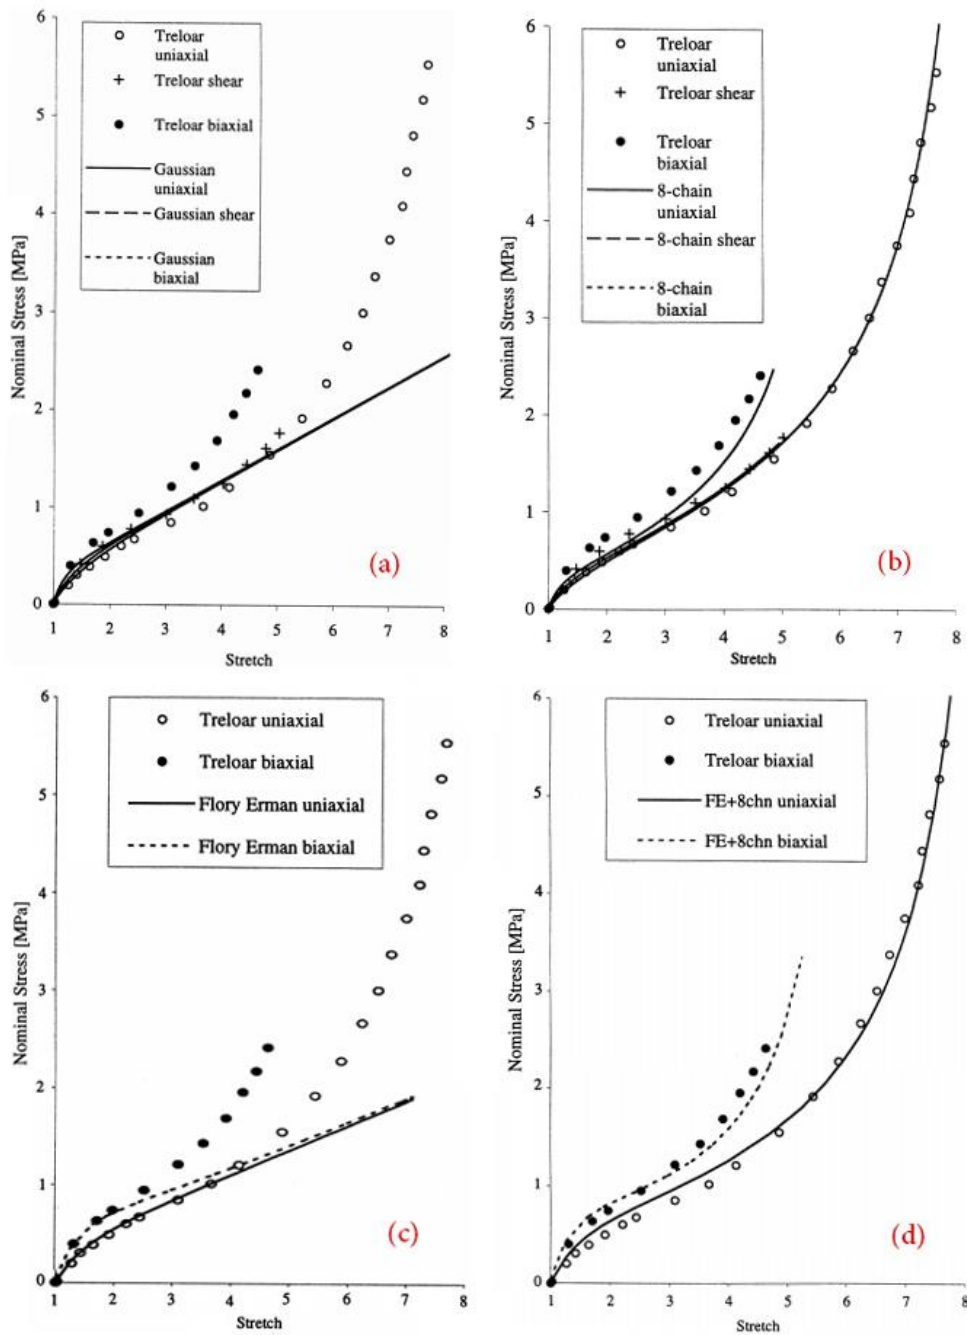 6
Treloar
uniaxial
Treloar shear
Treloar biaxial
Gaussian
uniaxial
Gaussian shear
Gaussian
biaxial
5
4
3
2
1
0
Nominal Stress [MPa]
(a)
1 2 3 4 5 6 7 8
Stretch
6
Treloar
uniaxial
Treloar shear
Treloar
biaxial
8-chain
uniaxial
8-chain shear
8-chain
biaxial
5
4
3
2
1
0
Nominal Stress [MPa]
(b)
1 2 3 4 5 6 7 8
Stretch
6
Treloar uniaxial
Treloar biaxial
Flory Erman uniaxial
Flory Erman biaxial
5
4
3
2
1
0
Nominal Stress [MPa]
(c)
1 2 3 4 5 6 7 8
Stretch
6
Treloar uniaxial
Treloar biaxial
FE+8chn uniaxial
FE+8chn biaxial
5
4
3
2
1
0
Nominal Stress [MPa]
(d)
1 2 3 4 5 6 7 8
Stretch